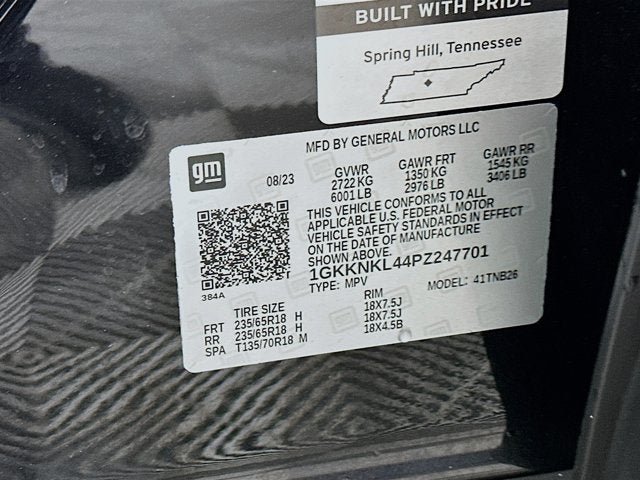 BUILT WITH PRIDE
Spring Hill, Tennessee
MFD BY GENERAL MOTORS LLC
gm
08/23
GVWR GAWR FRT GAWR RR
2722 KG 1350 KG 1545 KG
6001 LB 2976 LB 3406 LB
THIS VEHICLE CONFORMS TO ALL
APPLICABLE U.S. FEDERAL MOTOR
VEHICLE SAFETY STANDARDS IN EFFECT
ON THE DATE OF MANUFACTURE
SHOWN ABOVE.
1GKKNKL44PZ247701
384A
TYPE: MPV MODEL: 41TNB26
TIRE SIZE RIM
FRT 235/65R18 H 18X7.5J
RR 235/65R18 H 18X7.5J
SPA T135/70R18 M 18X4.5B